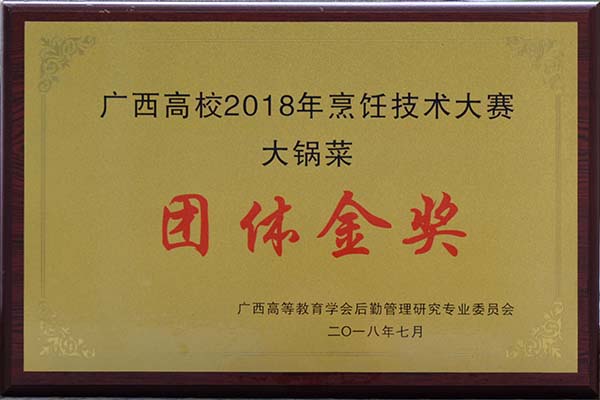 广西高校2018年烹饪技术大赛
大锅菜
团体金奖
广西高等教育学会后勤管理研究专业委员会
二〇一八年七月